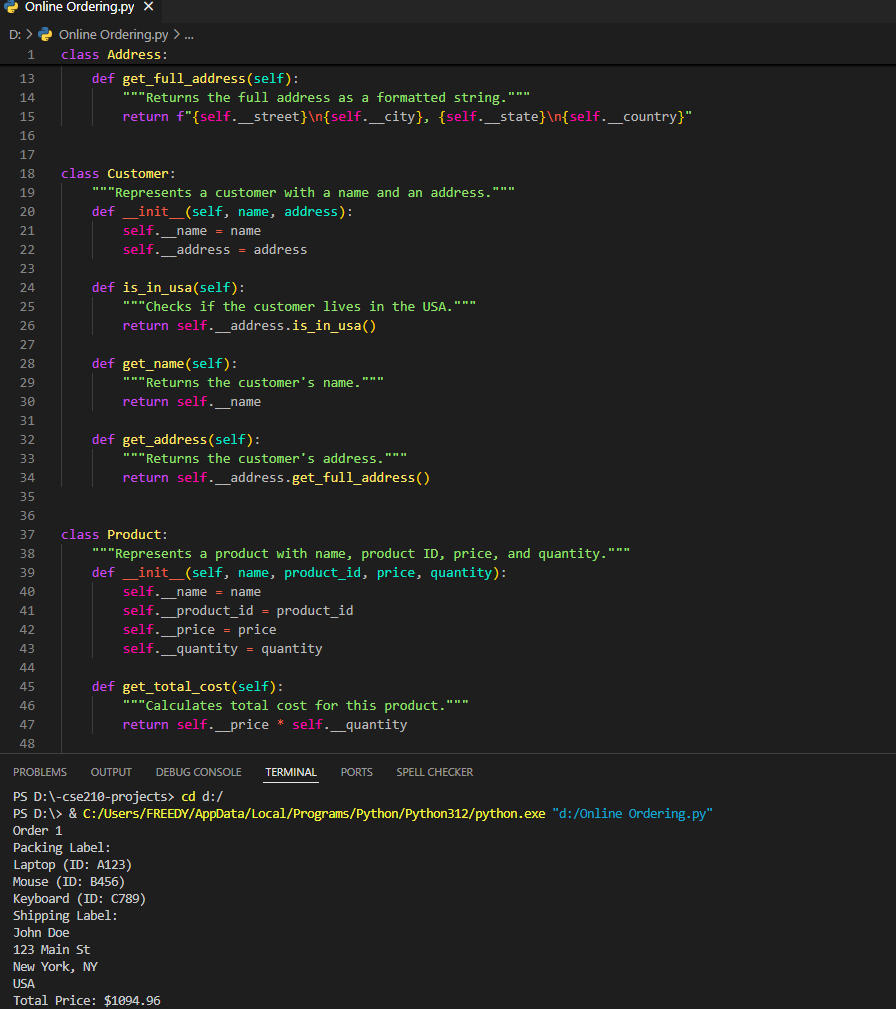 Online Ordering.py ×
D: > Online Ordering.py > ...
1 class Address:
13     def get_full_address(self):
14         """Returns the full address as a formatted string."""
15         return f"{self.__street}\n{self.__city}, {self.__state}\n{self.__country}"
16
17
18 class Customer:
19     """Represents a customer with a name and an address."""
20     def __init__(self, name, address):
21         self.__name = name
22         self.__address = address
23
24     def is_in_usa(self):
25         """Checks if the customer lives in the USA."""
26         return self.__address.is_in_usa()
27
28     def get_name(self):
29         """Returns the customer's name."""
30         return self.__name
31
32     def get_address(self):
33         """Returns the customer's address."""
34         return self.__address.get_full_address()
35
36
37 class Product:
38     """Represents a product with name, product ID, price, and quantity."""
39     def __init__(self, name, product_id, price, quantity):
40         self.__name = name
41         self.__product_id = product_id
42         self.__price = price
43         self.__quantity = quantity
44
45     def get_total_cost(self):
46         """Calculates total cost for this product."""
47         return self.__price * self.__quantity
48
PROBLEMS OUTPUT DEBUG CONSOLE TERMINAL PORTS SPELL CHECKER
PS D:\-cse210-projects> cd d:/
PS D:\> & C:/Users/FREEDY/AppData/Local/Programs/Python/Python312/python.exe "d:/Online Ordering.py"
Order 1
Packing Label:
Laptop (ID: A123)
Mouse (ID: B456)
Keyboard (ID: C789)
Shipping Label:
John Doe
123 Main St
New York, NY
USA
Total Price: $1094.96